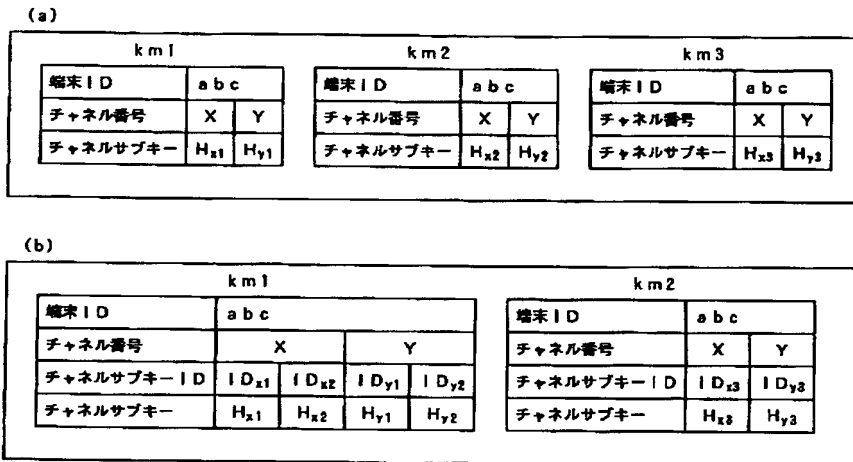 (a)
km1 km2 km3
端末ID abc 端末ID abc 端末ID abc
チャネル番号 X Y チャネル番号 X Y チャネル番号 X Y
チャネルサブキー Hx1 Hy1 チャネルサブキー Hx2 Hy2 チャネルサブキー Hx3 Hy3
(b)
km1 km2
端末ID abc 端末ID abc
チャネル番号 X Y チャネル番号 X Y
チャネルサブキーID IDx1 IDx2 IDy1 IDy2 チャネルサブキーID IDx3 IDy3
チャネルサブキー Hx1 Hx2 Hy1 Hy2 チャネルサブキー Hx3 Hy3